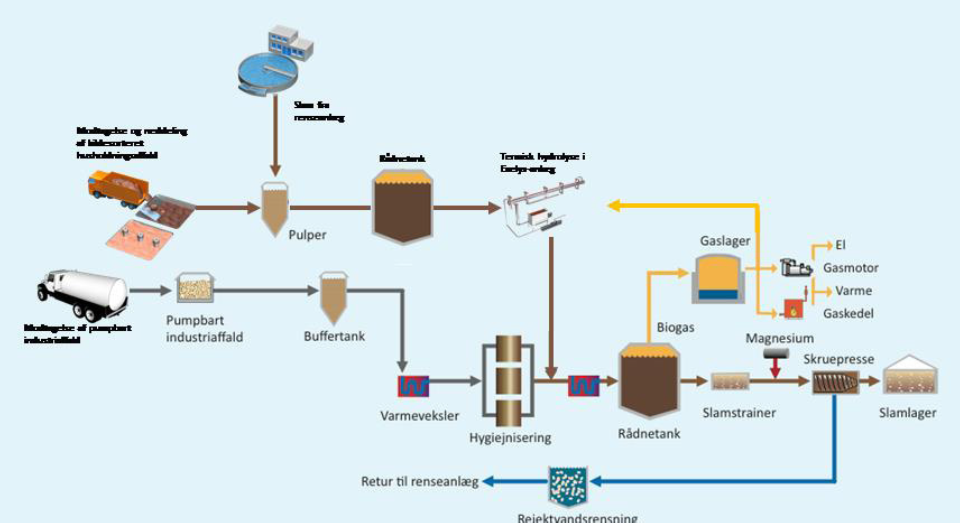 Slam fra
renseanlæg
Modtagelse og neddeling
af kildesorteret
husholdningsaffald
Rådnetank
Termisk hydrolyse i
Exelys-anlæg
Pulper
Gaslager
El
Gasmotor
Varme
Gaskedel
Modtagelse af pumpbart
industriaffald
Pumpbart
industriaffald
Buffertank
Biogas
Magnesium
Skruepresse
Varmeveksler
Hygiejnisering
Rådnetank
Slamstrainer
Slamlager
Retur til renseanlæg
Rejektvandsrensning